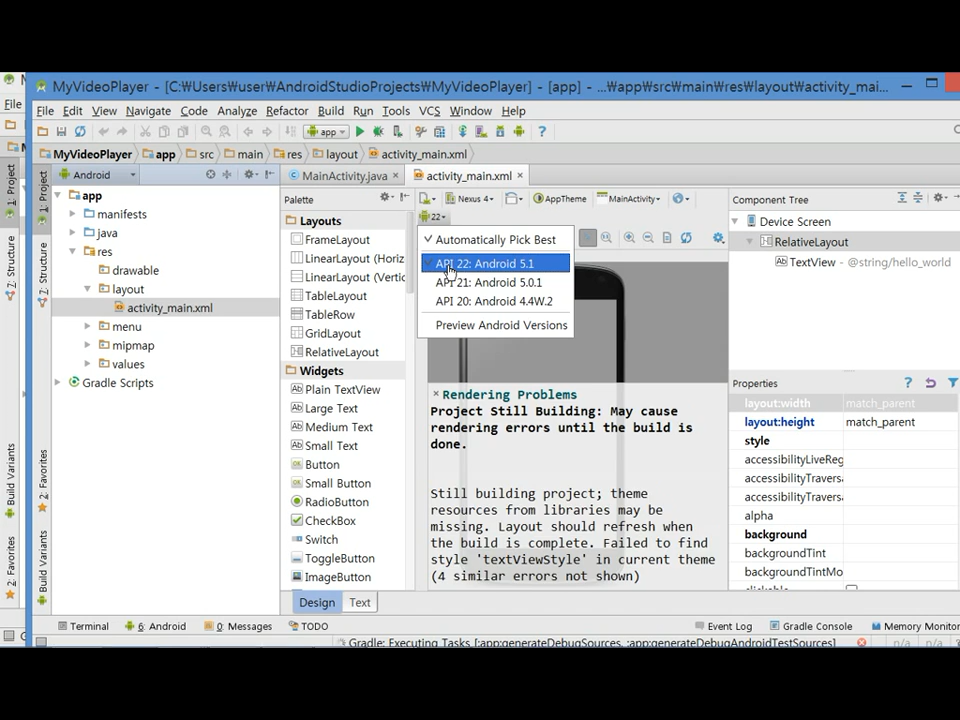 MyVideoPlayer - [C:￦Users￦user￦AndroidStudioProjects￦MyVideoPlayer] - [app] - ...￦app￦src￦main￦res￦layout￦activity_mai...
File
File Edit View Navigate Code Analyze Refactor Build Run Tools VCS Window Help
app
MyVideoPlayer app src main res layout activity_main.xml
Android
MainActivity.java × activity_main.xml ×
Palette
Nexus 4 AppTheme MainActivity
22
Component Tree
1: Project
7: Structure
Build Variants
2: Favorites
1: Project
7: Structure
2: Favorites
Build Variants
app
manifests
java
res
drawable
layout
activity_main.xml
menu
mipmap
values
Gradle Scripts
Layouts
FrameLayout
LinearLayout (Horiz
LinearLayout (Vertic
TableLayout
TableRow
GridLayout
RelativeLayout
Widgets
Plain TextView
Large Text
Medium Text
Small Text
Button
Small Button
RadioButton
CheckBox
Switch
ToggleButton
ImageButton
Automatically Pick Best
API 22: Android 5.1
API 21: Android 5.0.1
API 20: Android 4.4W.2
Preview Android Versions
Rendering Problems
Project Still Building: May cause
rendering errors until the build is
done.
Still building project; theme
resources from libraries may be
missing. Layout should refresh when
the build is complete. Failed to find
style 'textViewStyle' in current theme
(4 similar errors not shown)
Device Screen
RelativeLayout
TextView - @string/hello_world
Properties
layout:width match_parent
layout:height match_parent
style
accessibilityLiveReg
accessibilityTravers
accessibilityTravers
alpha
background
backgroundTint
backgroundTintMo
Design Text
Terminal 6: Android 0: Messages TODO Event Log Gradle Console Memory Monitor
Gradle: Executing Tasks [:app:generateDebugSources, :app:generateDebugAndroidTestSources] n/a n/a